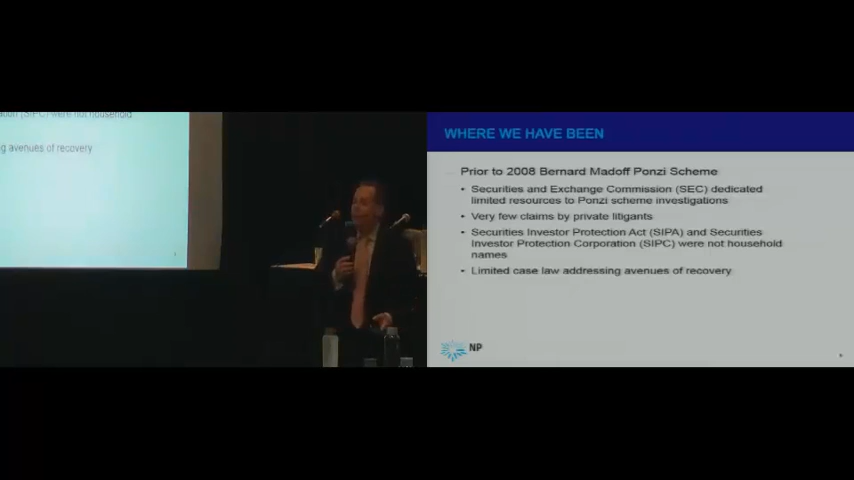 ation (SIPC) were not household
g avenues of recovery
WHERE WE HAVE BEEN
Prior to 2008 Bernard Madoff Ponzi Scheme
• Securities and Exchange Commission (SEC) dedicated
limited resources to Ponzi scheme investigations
• Very few claims by private litigants
• Securities Investor Protection Act (SIPA) and Securities
Investor Protection Corporation (SIPC) were not household
names
• Limited case law addressing avenues of recovery
NP